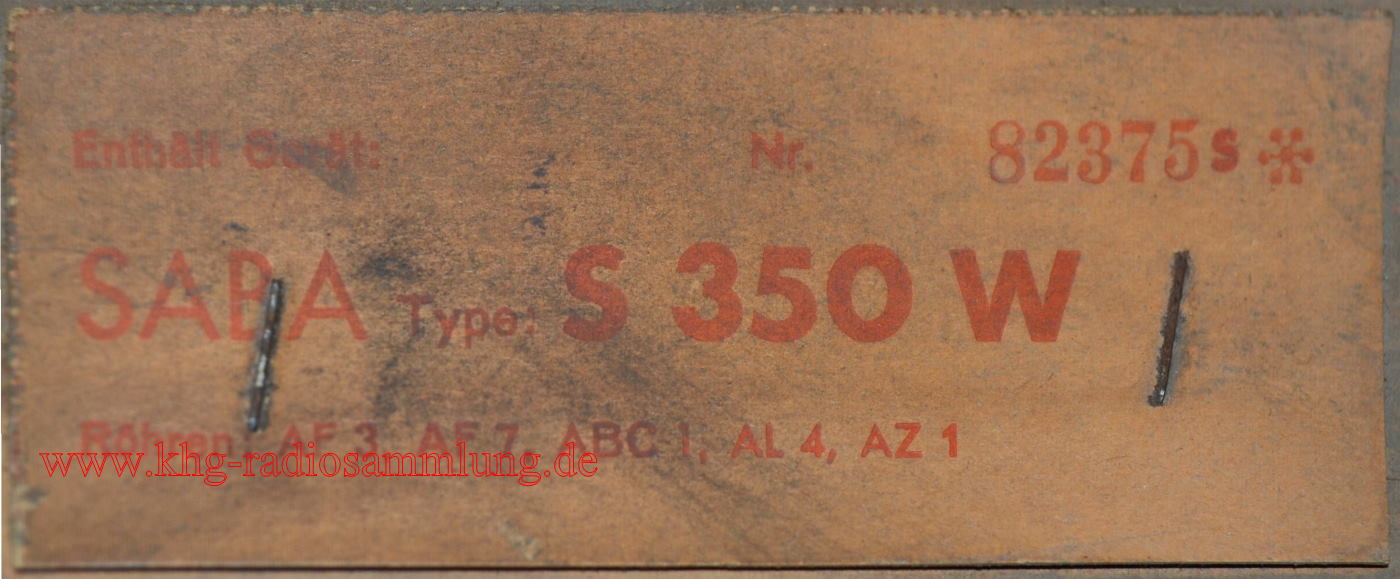 Enthält Gerät: Nr. 82375 S *
SABA Type: S 350 W
Röhren: AF 3, AF 7, ABC 1, AL 4, AZ 1
www.khg-radiosammlung.de